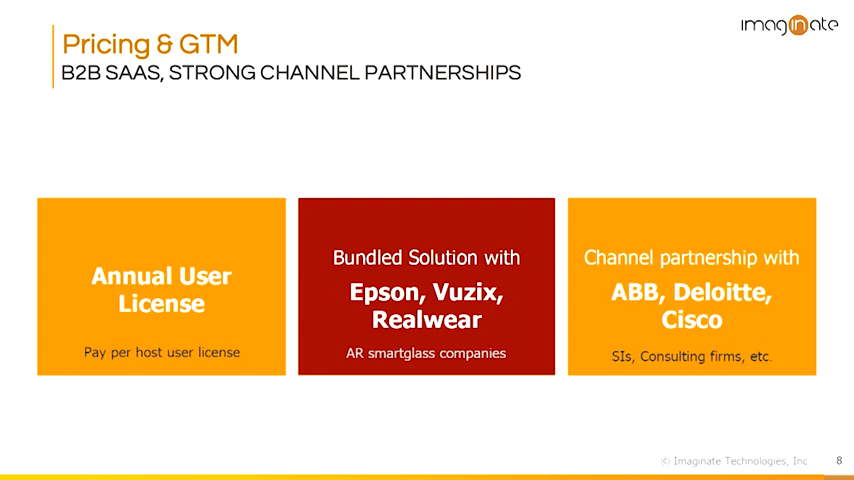 imaginate
Pricing & GTM
B2B SAAS, STRONG CHANNEL PARTNERSHIPS
Annual User
License
Pay per host user license
Bundled Solution with
Epson, Vuzix,
Realwear
AR smartglass companies
Channel partnership with
ABB, Deloitte,
Cisco
SIs, Consulting firms, etc.
(c) Imaginate Technologies, Inc
8